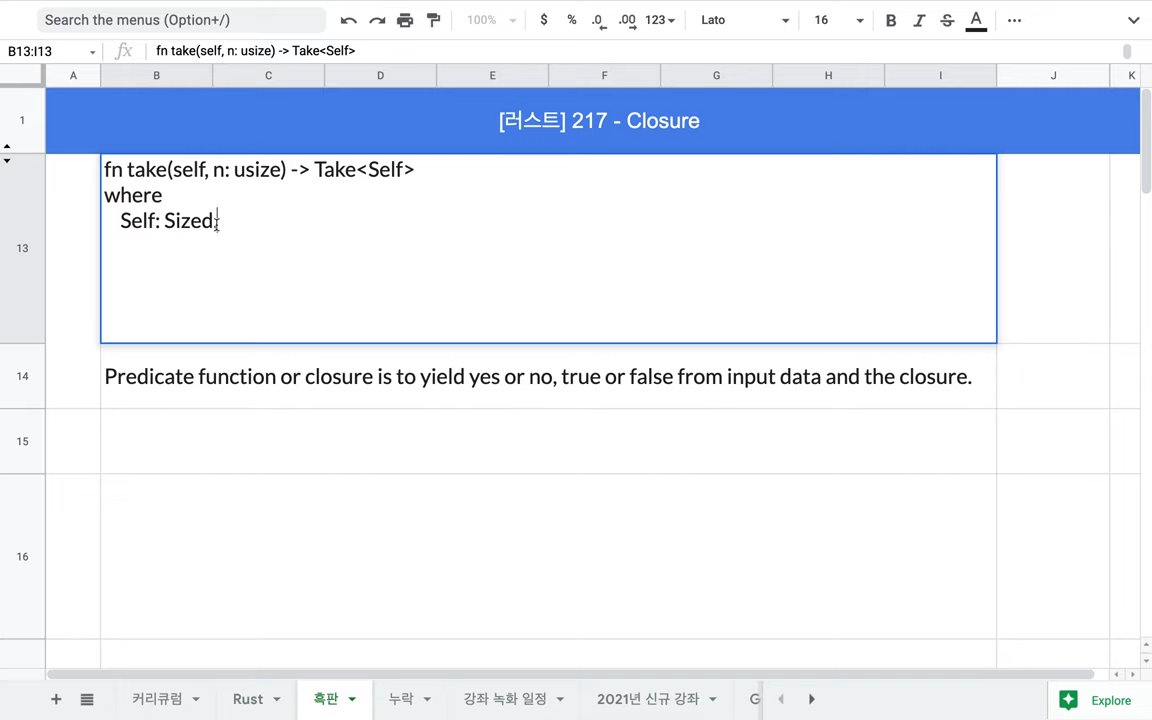 Search the menus (Option+/)
100%
$ % .0 .00 123
Lato
16
B I S A
B13:I13
fx
fn take(self, n: usize) -> Take<Self>
A B C D E F G H I J K
1
[러스트] 217 - Closure
13
fn take(self, n: usize) -> Take<Self>
where
Self: Sized;
14
Predicate function or closure is to yield yes or no, true or false from input data and the closure.
15
16
커리큐럼
Rust
흑판
누락
강좌 녹화 일정
2021년 신규 강좌
G
Explore